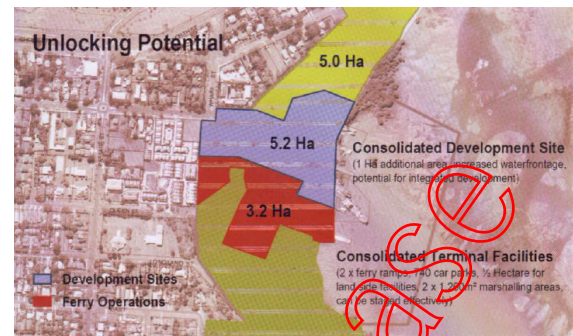 Unlocking Potential
5.0 Ha
5.2 Ha
Consolidated Development Site
(1 Ha additional area, increased waterfrontage,
potential for integrated development)
3.2 Ha
Consolidated Terminal Facilities
(2 x ferry ramps, 740 car parks, ½ Hectare for
land side facilities, 2 x 1,200m² marshalling areas,
can be staged effectively)
Development Sites
Ferry Operations
ase